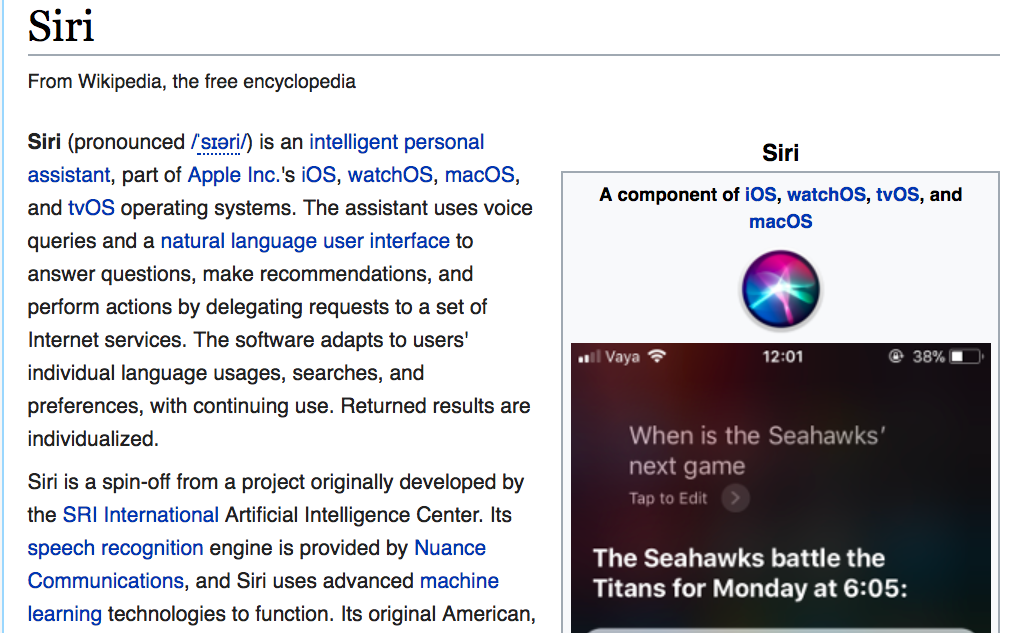 Siri
From Wikipedia, the free encyclopedia
Siri (pronounced /ˈsɪəri/) is an intelligent personal
assistant, part of Apple Inc.'s iOS, watchOS, macOS,
and tvOS operating systems. The assistant uses voice
queries and a natural language user interface to
answer questions, make recommendations, and
perform actions by delegating requests to a set of
Internet services. The software adapts to users'
individual language usages, searches, and
preferences, with continuing use. Returned results are
individualized.
Siri is a spin-off from a project originally developed by
the SRI International Artificial Intelligence Center. Its
speech recognition engine is provided by Nuance
Communications, and Siri uses advanced machine
learning technologies to function. Its original American,
Siri
A component of iOS, watchOS, tvOS, and
macOS
Vaya 12:01 38%
When is the Seahawks'
next game
Tap to Edit
The Seahawks battle the
Titans for Monday at 6:05: